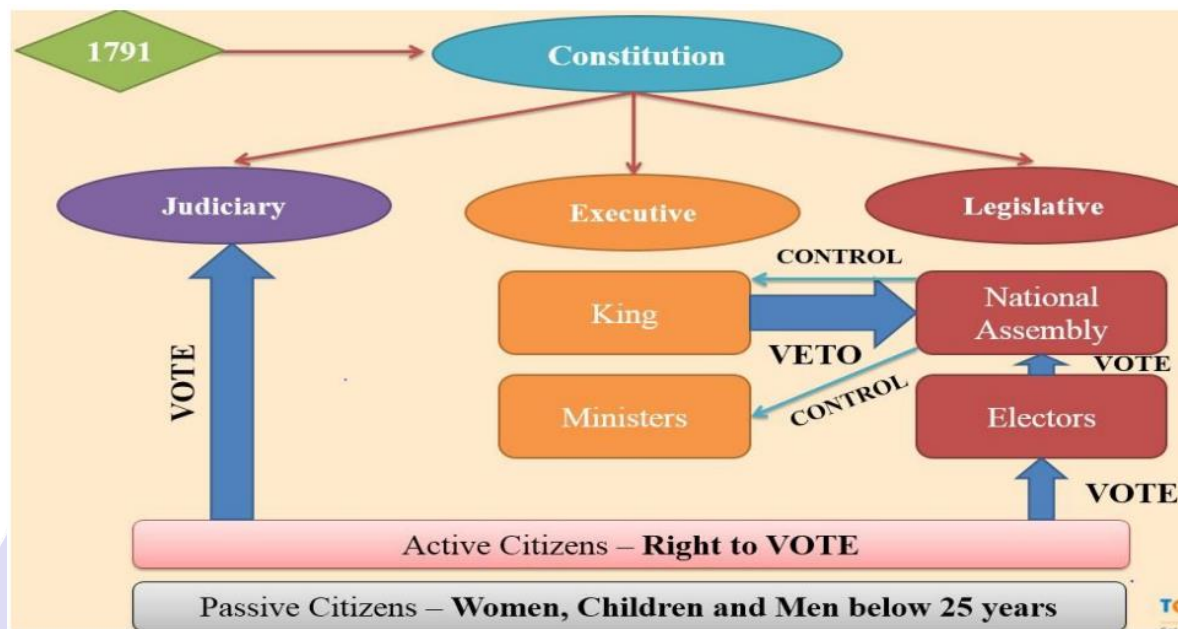 1791
Constitution
Judiciary
Executive
Legislative
CONTROL
King
VETO
National
Assembly
VOTE
VOTE
Ministers
CONTROL
Electors
VOTE
Active Citizens – Right to VOTE
Passive Citizens – Women, Children and Men below 25 years